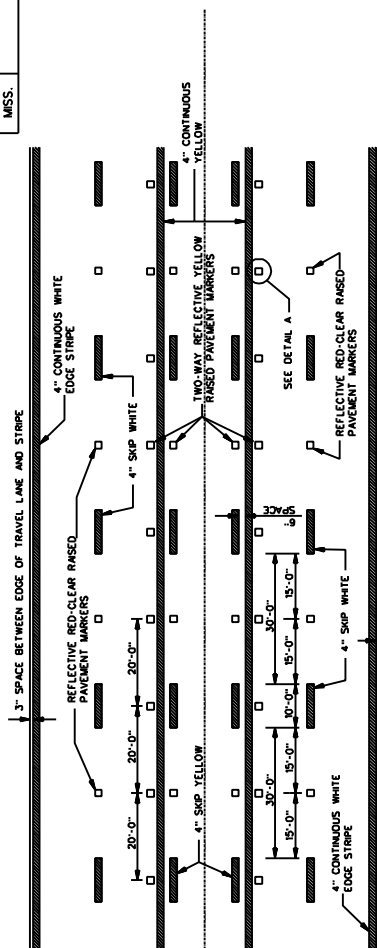 MISS.
3" SPACE BETWEEN EDGE OF TRAVEL LANE AND STRIPE
4" CONTINUOUS WHITE
EDGE STRIPE
REFLECTIVE RED-CLEAR RAISED
PAVEMENT MARKERS
4" SKIP WHITE
4" CONTINUOUS
YELLOW
20'-0"
20'-0"
20'-0"
TWO-WAY REFLECTIVE YELLOW
RAISED PAVEMENT MARKERS
4" SKIP YELLOW
6"
SPACE
SEE DETAIL A
30'-0"
30'-0"
15'-0"
15'-0"
10'-0"
15'-0"
15'-0"
4" SKIP WHITE
REFLECTIVE RED-CLEAR RAISED
PAVEMENT MARKERS
4" CONTINUOUS WHITE
EDGE STRIPE